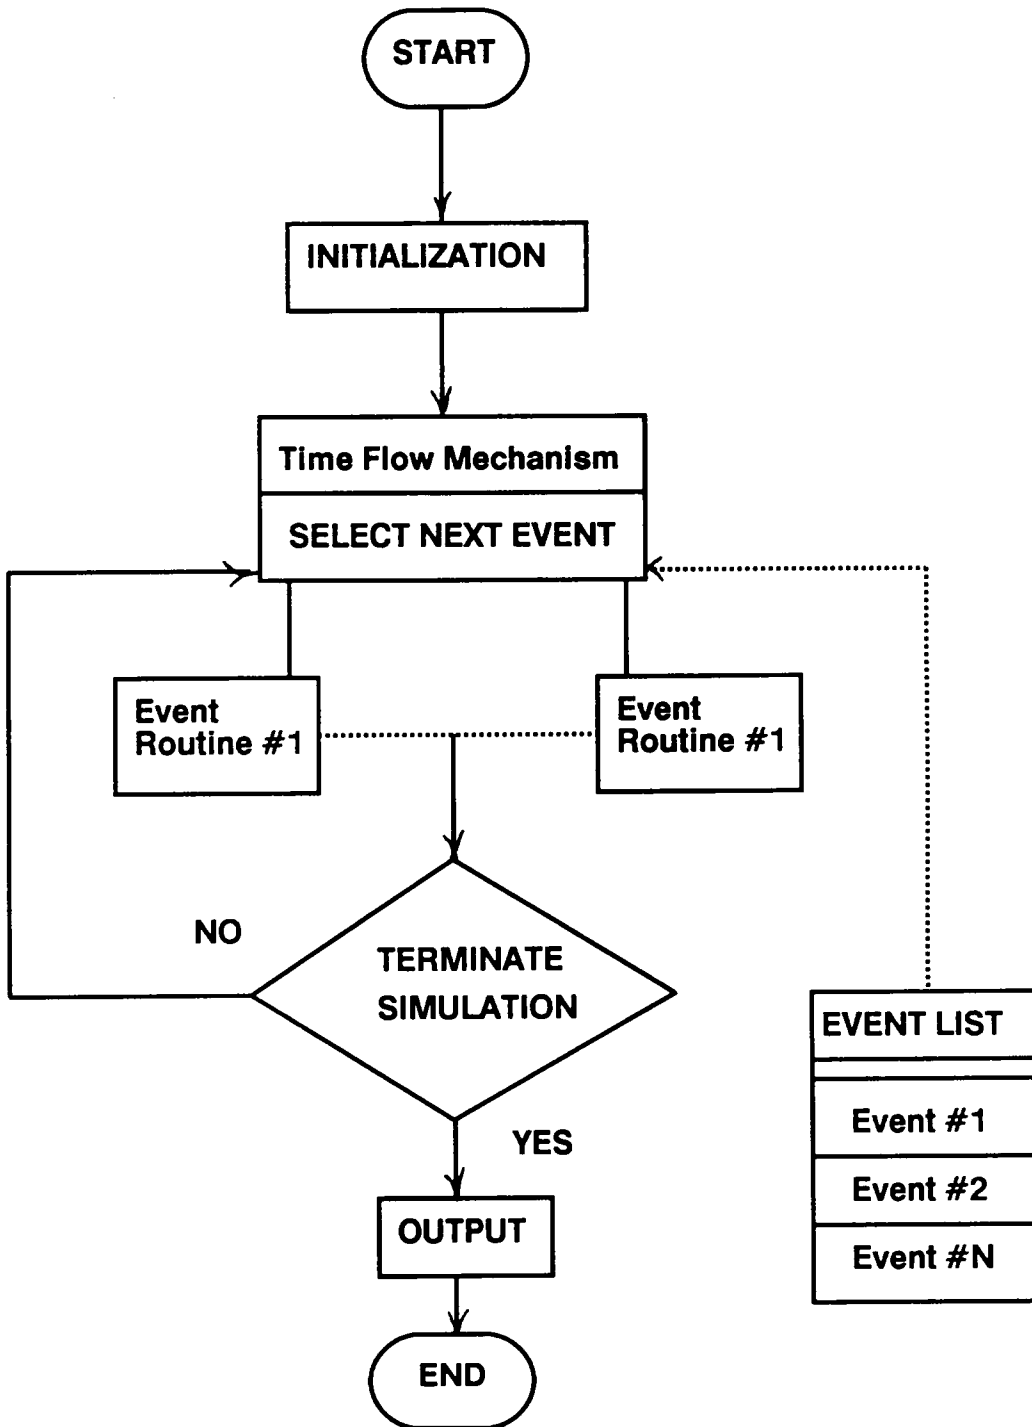 START
INITIALIZATION
Time Flow Mechanism
SELECT NEXT EVENT
Event
Routine #1
Event
Routine #1
NO
TERMINATE
SIMULATION
YES
OUTPUT
END
EVENT LIST
Event #1
Event #2
Event #N